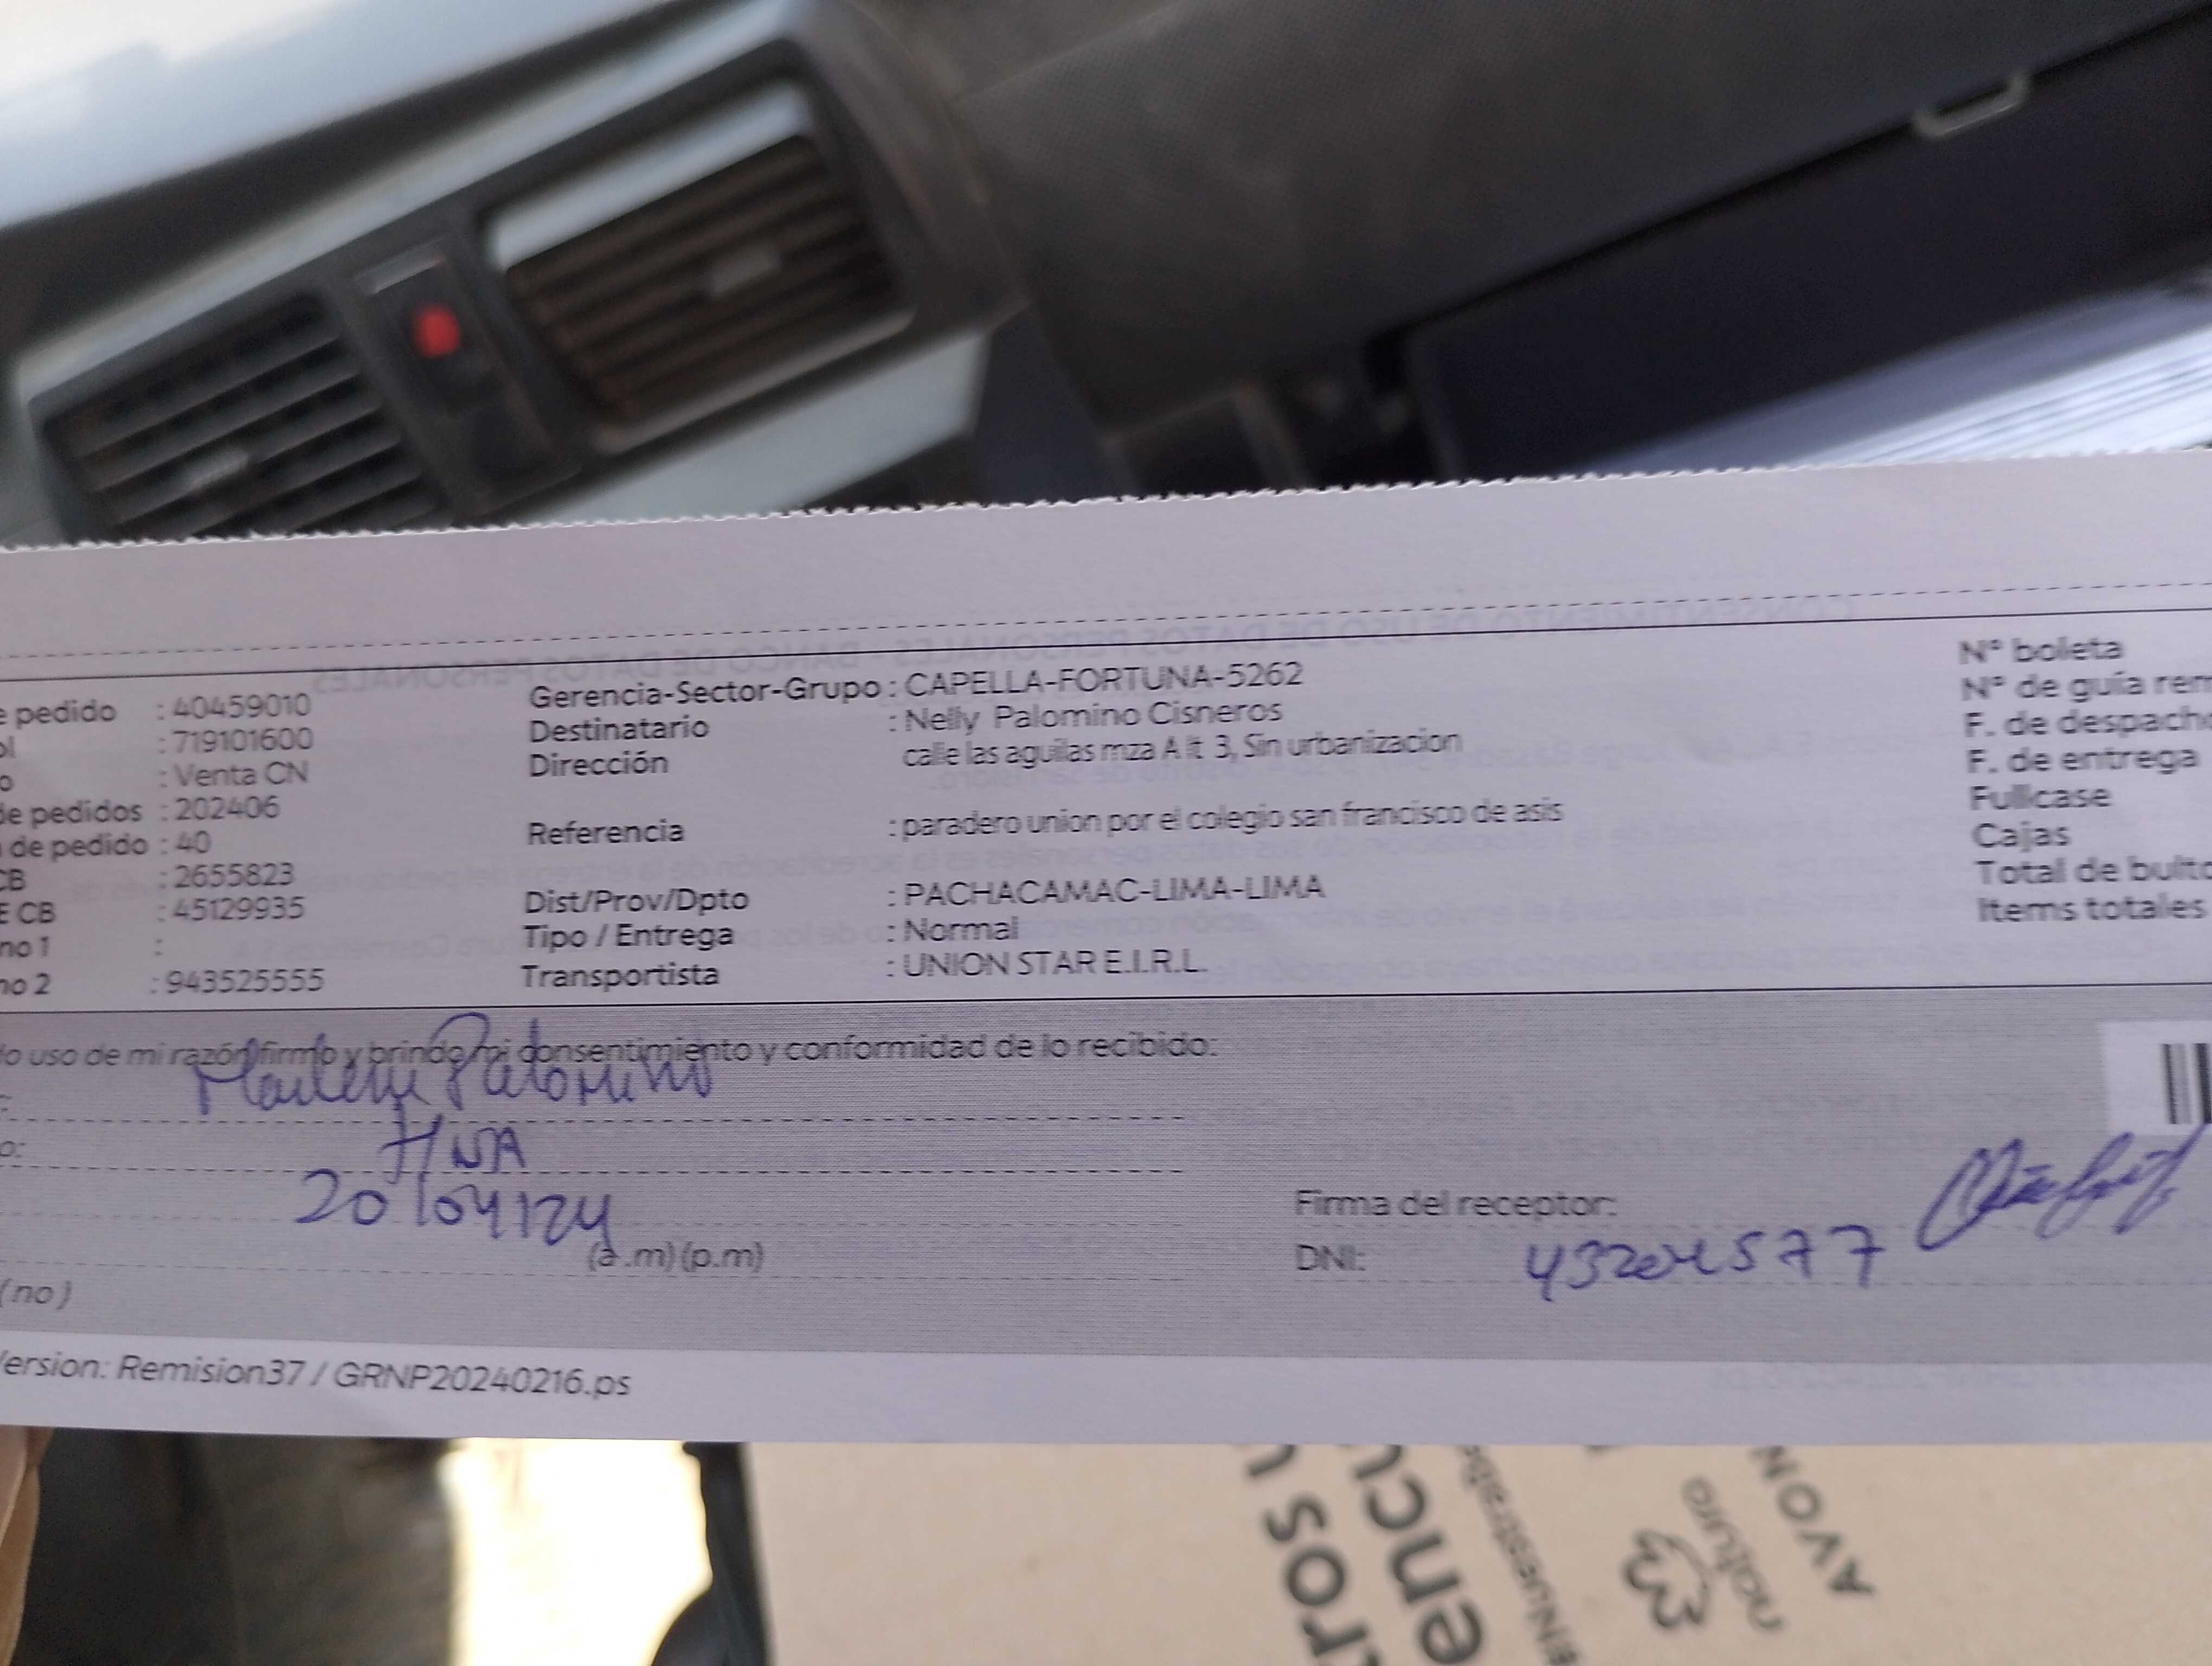 e pedido : 40459010
ol : 719101600
o : Venta CN
de pedidos : 202406
de pedido : 40
CB : 2655823
E CB : 45129935
no 1 :
no 2 : 943525555
Gerencia-Sector-Grupo : CAPELLA-FORTUNA-5262
Destinatario : Nelly Palomino Cisneros
Dirección calle las aguilas mza A lt 3, Sin urbanizacion
Referencia : paradero union por el colegio san francisco de asis
Dist/Prov/Dpto : PACHACAMAC-LIMA-LIMA
Tipo / Entrega : Normal
Transportista : UNION STAR E.I.R.L.
N° boleta
N° de guía rem
F. de despacho
F. de entrega
Fullcase
Cajas
Total de bulto
Items totales
lo uso de mi razón firmo y brindo mi consentimiento y conformidad de lo recibido:
Palomino
o:
20/04/24
(a.m) (p.m)
(no)
Firma del receptor:
DNI: 43204577
ersion: Remision37 / GRNP20240216.ps
ros u
encu
natura
AVON